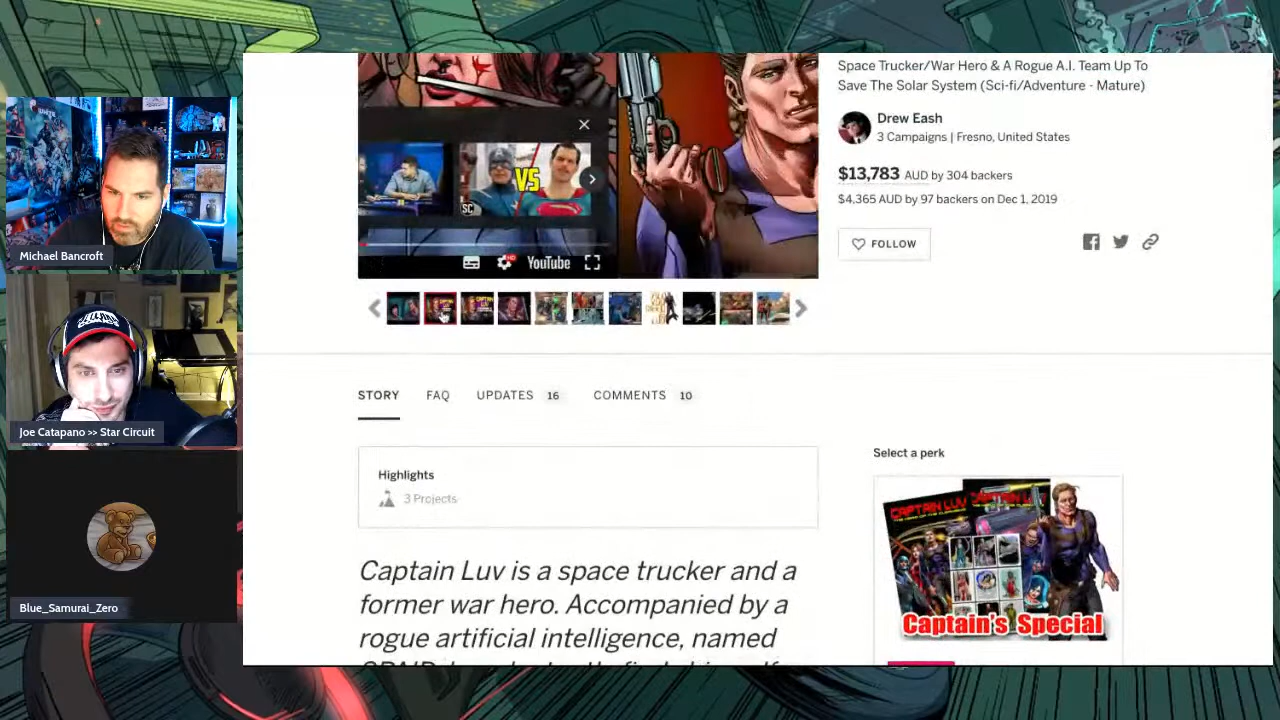 Space Trucker/War Hero & A Rogue A.I. Team Up To
Save The Solar System (Sci-fi/Adventure - Mature)
Drew Eash
3 Campaigns | Fresno, United States
$13,783 AUD by 304 backers
$4,365 AUD by 97 backers on Dec 1, 2019
FOLLOW
VS
SC
HD
YouTube
STORY
FAQ
UPDATES 16
COMMENTS 10
Highlights
3 Projects
Select a perk
CAPTAIN LUV
Captain's Special
Captain Luv is a space trucker and a
former war hero. Accompanied by a
rogue artificial intelligence, named
Michael Bancroft
Joe Catapano >> Star Circuit
Blue_Samurai_Zero